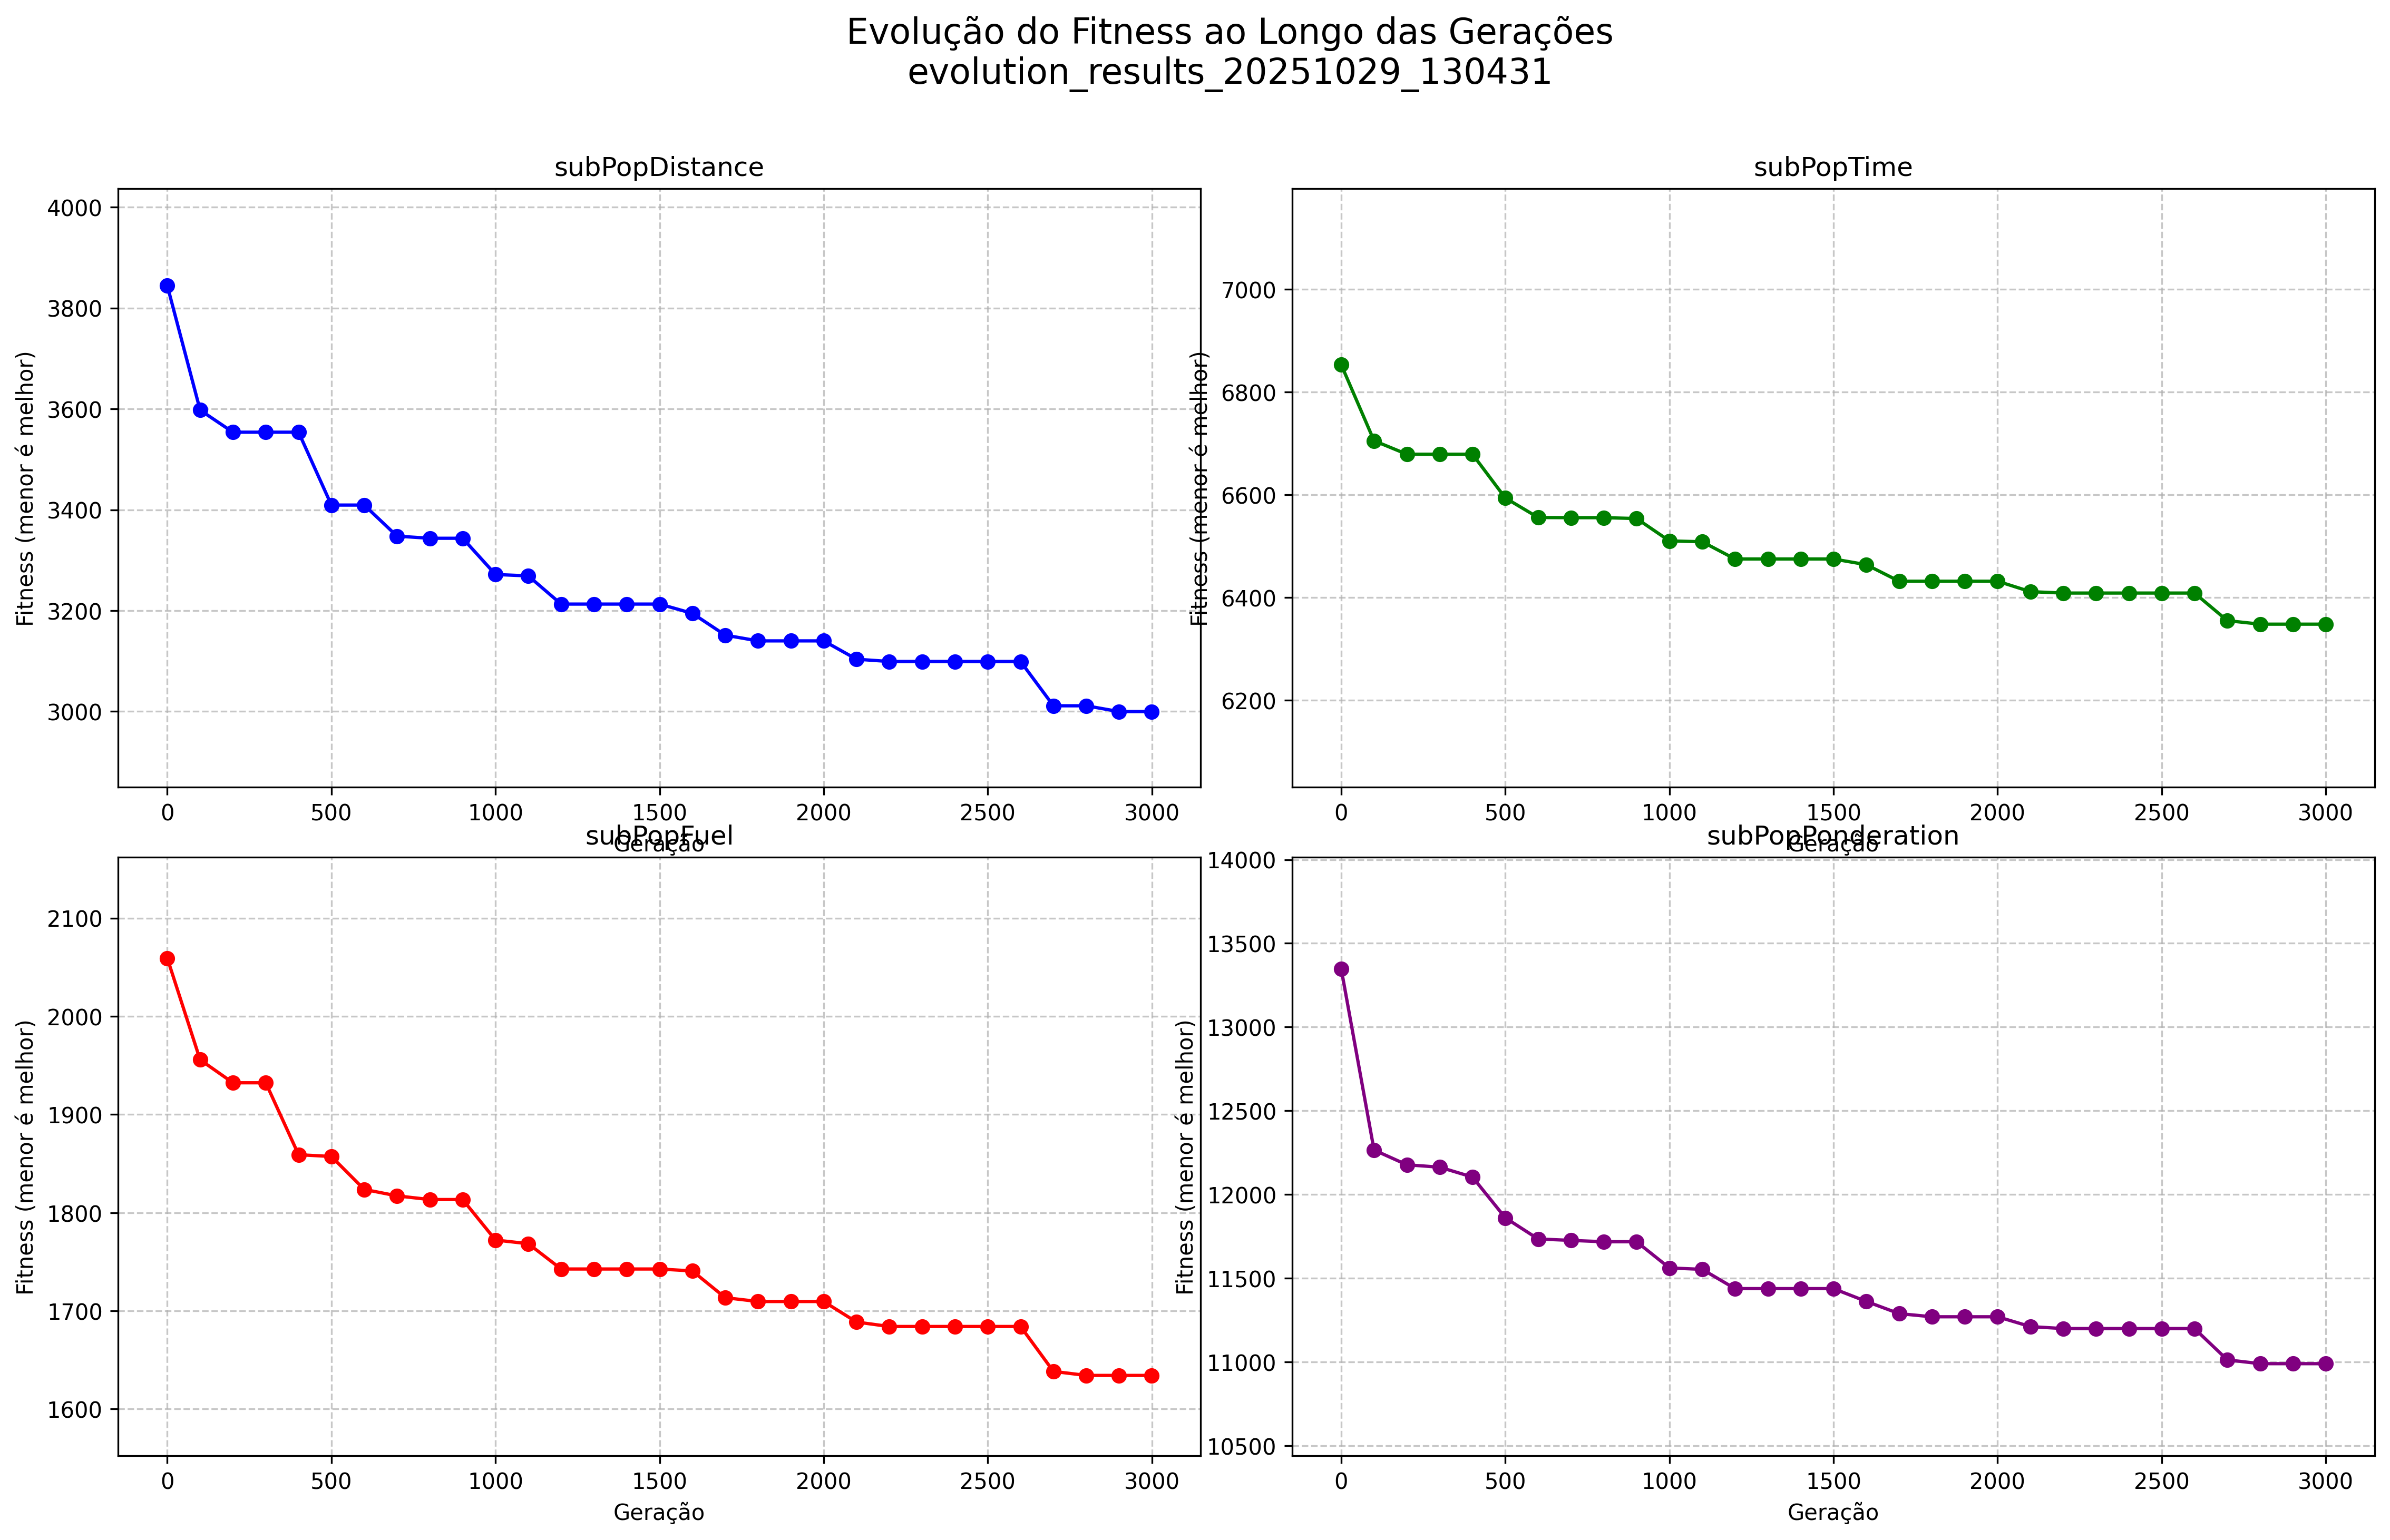 Evolução do Fitness ao Longo das Gerações
evolution_results_20251029_130431
subPopDistance
Fitness (menor é melhor)
4000
3800
3600
3400
3200
3000
0 500 1000 1500 2000 2500 3000
Geração
subPopTime
Fitness (menor é melhor)
7000
6800
6600
6400
6200
0 500 1000 1500 2000 2500 3000
Geração
subPopFuel
Fitness (menor é melhor)
2100
2000
1900
1800
1700
1600
0 500 1000 1500 2000 2500 3000
Geração
subPopPonderation
Fitness (menor é melhor)
14000
13500
13000
12500
12000
11500
11000
10500
0 500 1000 1500 2000 2500 3000
Geração